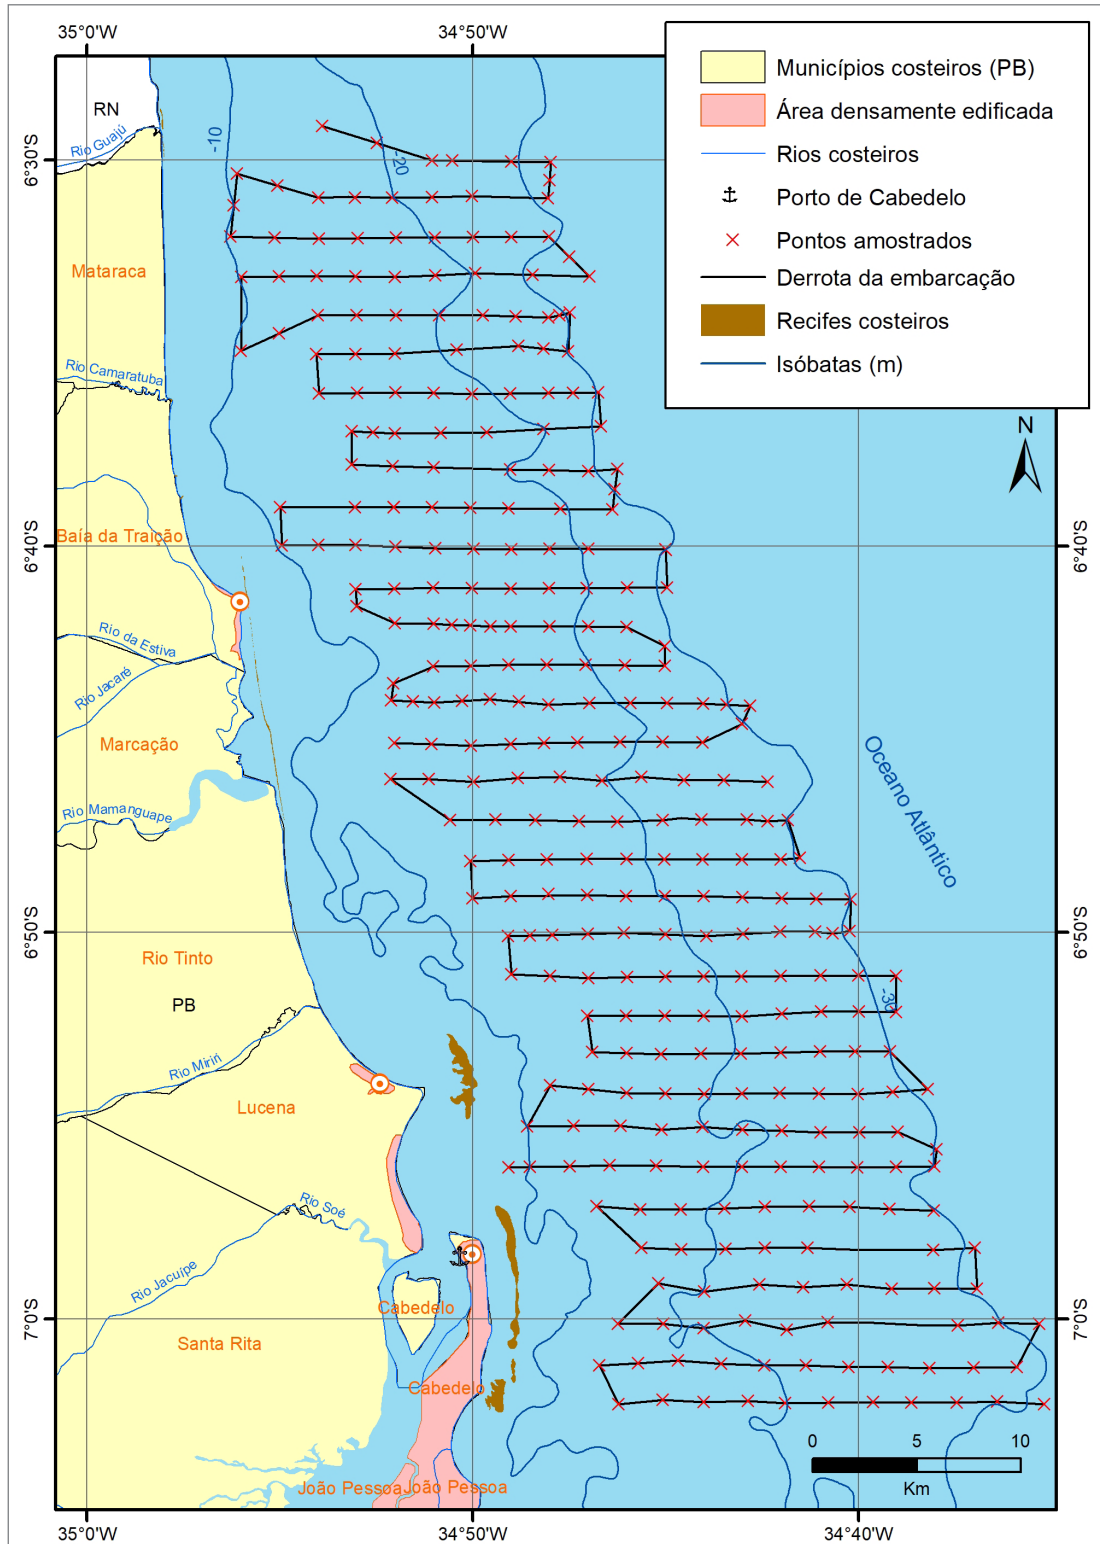 35°0'W
34°50'W
Municípios costeiros (PB)
Área densamente edificada
Rios costeiros
Porto de Cabedelo
Pontos amostrados
Derrota da embarcação
Recifes costeiros
Isóbatas (m)
RN
Rio Guajú
-10
-20
6°30'S
Mataraca
Rio Camaratuba
N
Baía da Traição
6°40'S
6°40'S
Rio da Estiva
Rio Jacaré
Marcação
Oceano Atlântico
Rio Mamanguape
6°50'S
6°50'S
Rio Tinto
PB
-30
Rio Miriri
Lucena
Rio Soé
Rio Jacuípe
Cabedelo
7°0'S
7°0'S
Santa Rita
Cabedelo
0
5
10
Km
João Pessoa
João Pessoa
35°0'W
34°50'W
34°40'W